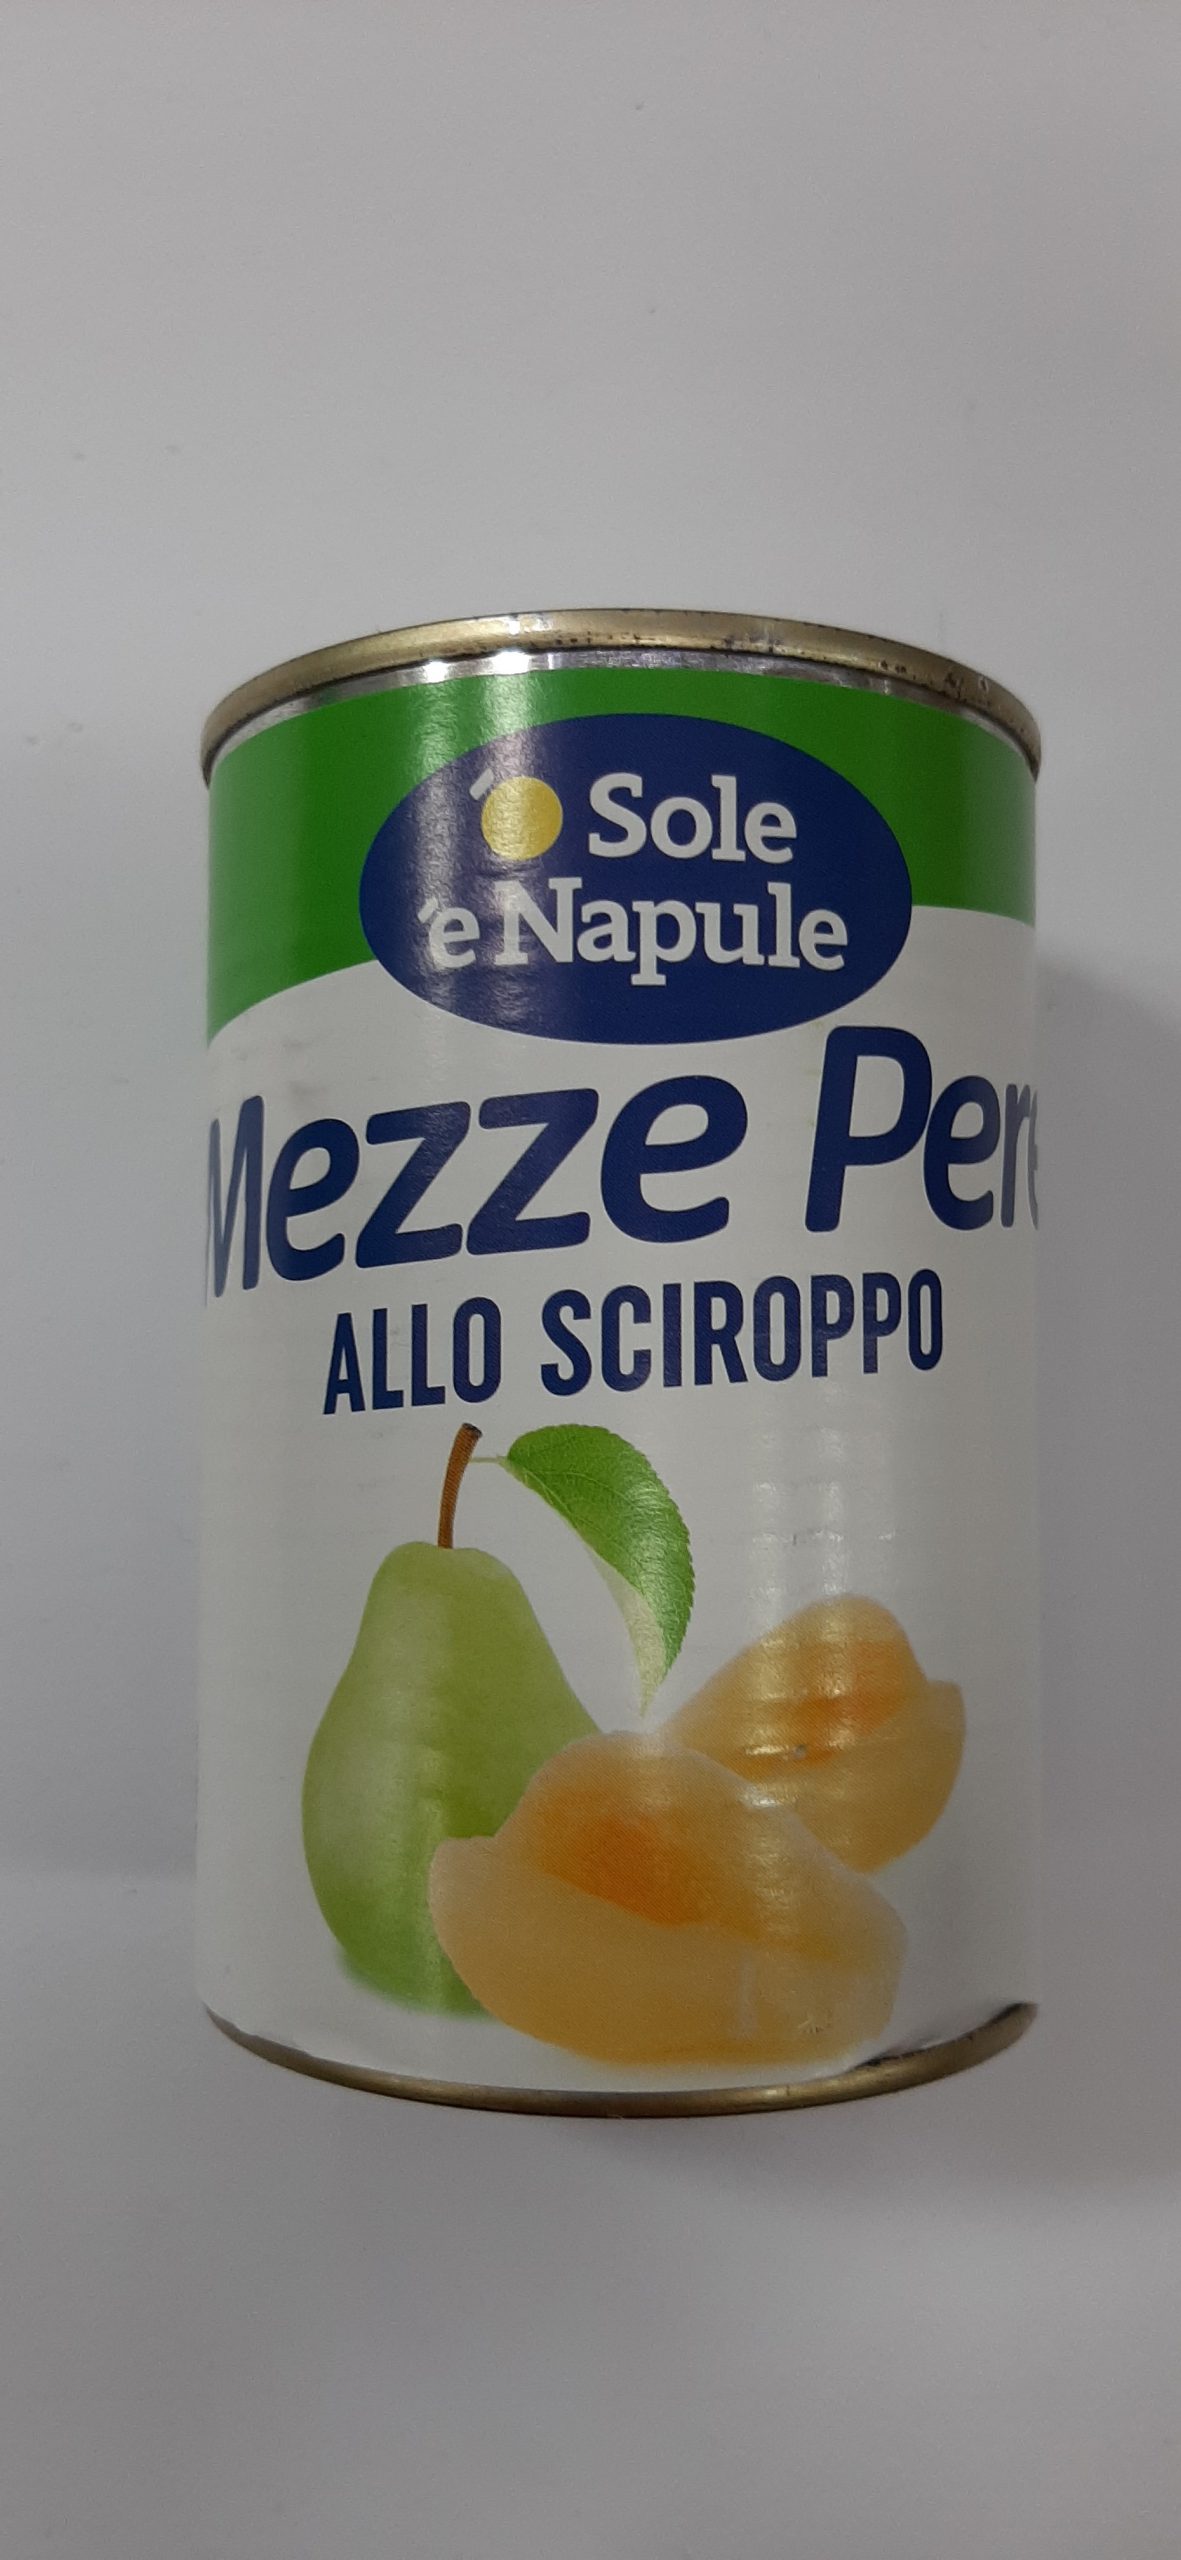 'O Sole
'e Napule
Mezze Pere
ALLO SCIROPPO